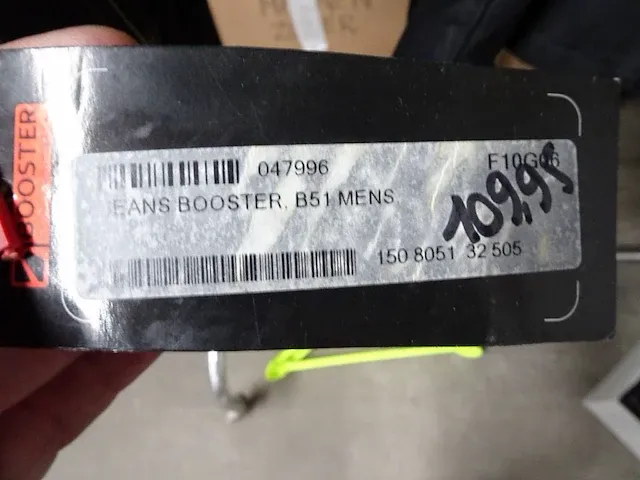 BOOSTER
047996
F10G06
EANS BOOSTER, B51 MENS
109,95
150 8051 32 505